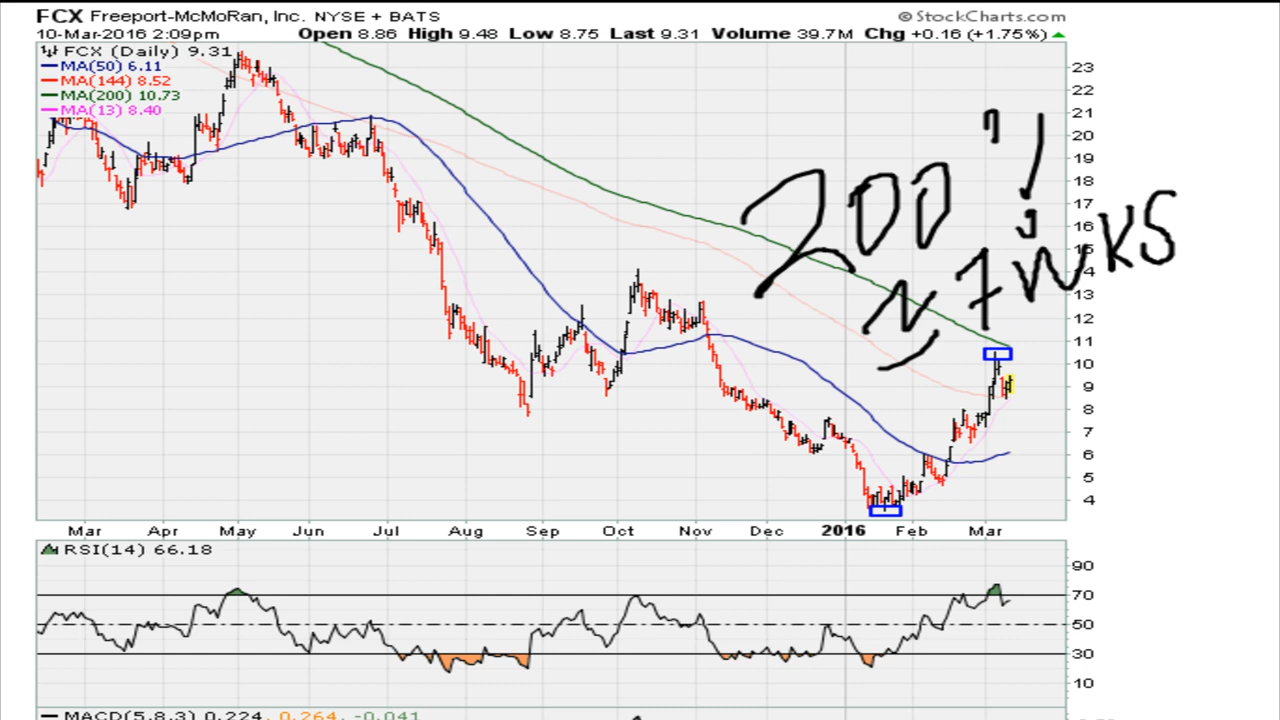 FCX Freeport-McMoRan, Inc. NYSE + BATS © StockCharts.com
10-Mar-2016 2:09pm Open 8.86 High 9.48 Low 8.75 Last 9.31 Volume 39.7M Chg +0.16 (+1.75%)
FCX (Daily) 9.31
MA(50) 6.11
MA(144) 8.52
MA(200) 10.73
MA(13) 8.40
23
22
21
20
19
18
17
16
15
14
13
12
11
10
9
8
7
6
5
4
200 %
~ 7 WKS
Mar Apr May Jun Jul Aug Sep Oct Nov Dec 2016 Feb Mar
RSI(14) 66.18
90
70
50
30
10
MACD(5,8,3) 0.224, 0.264, -0.041